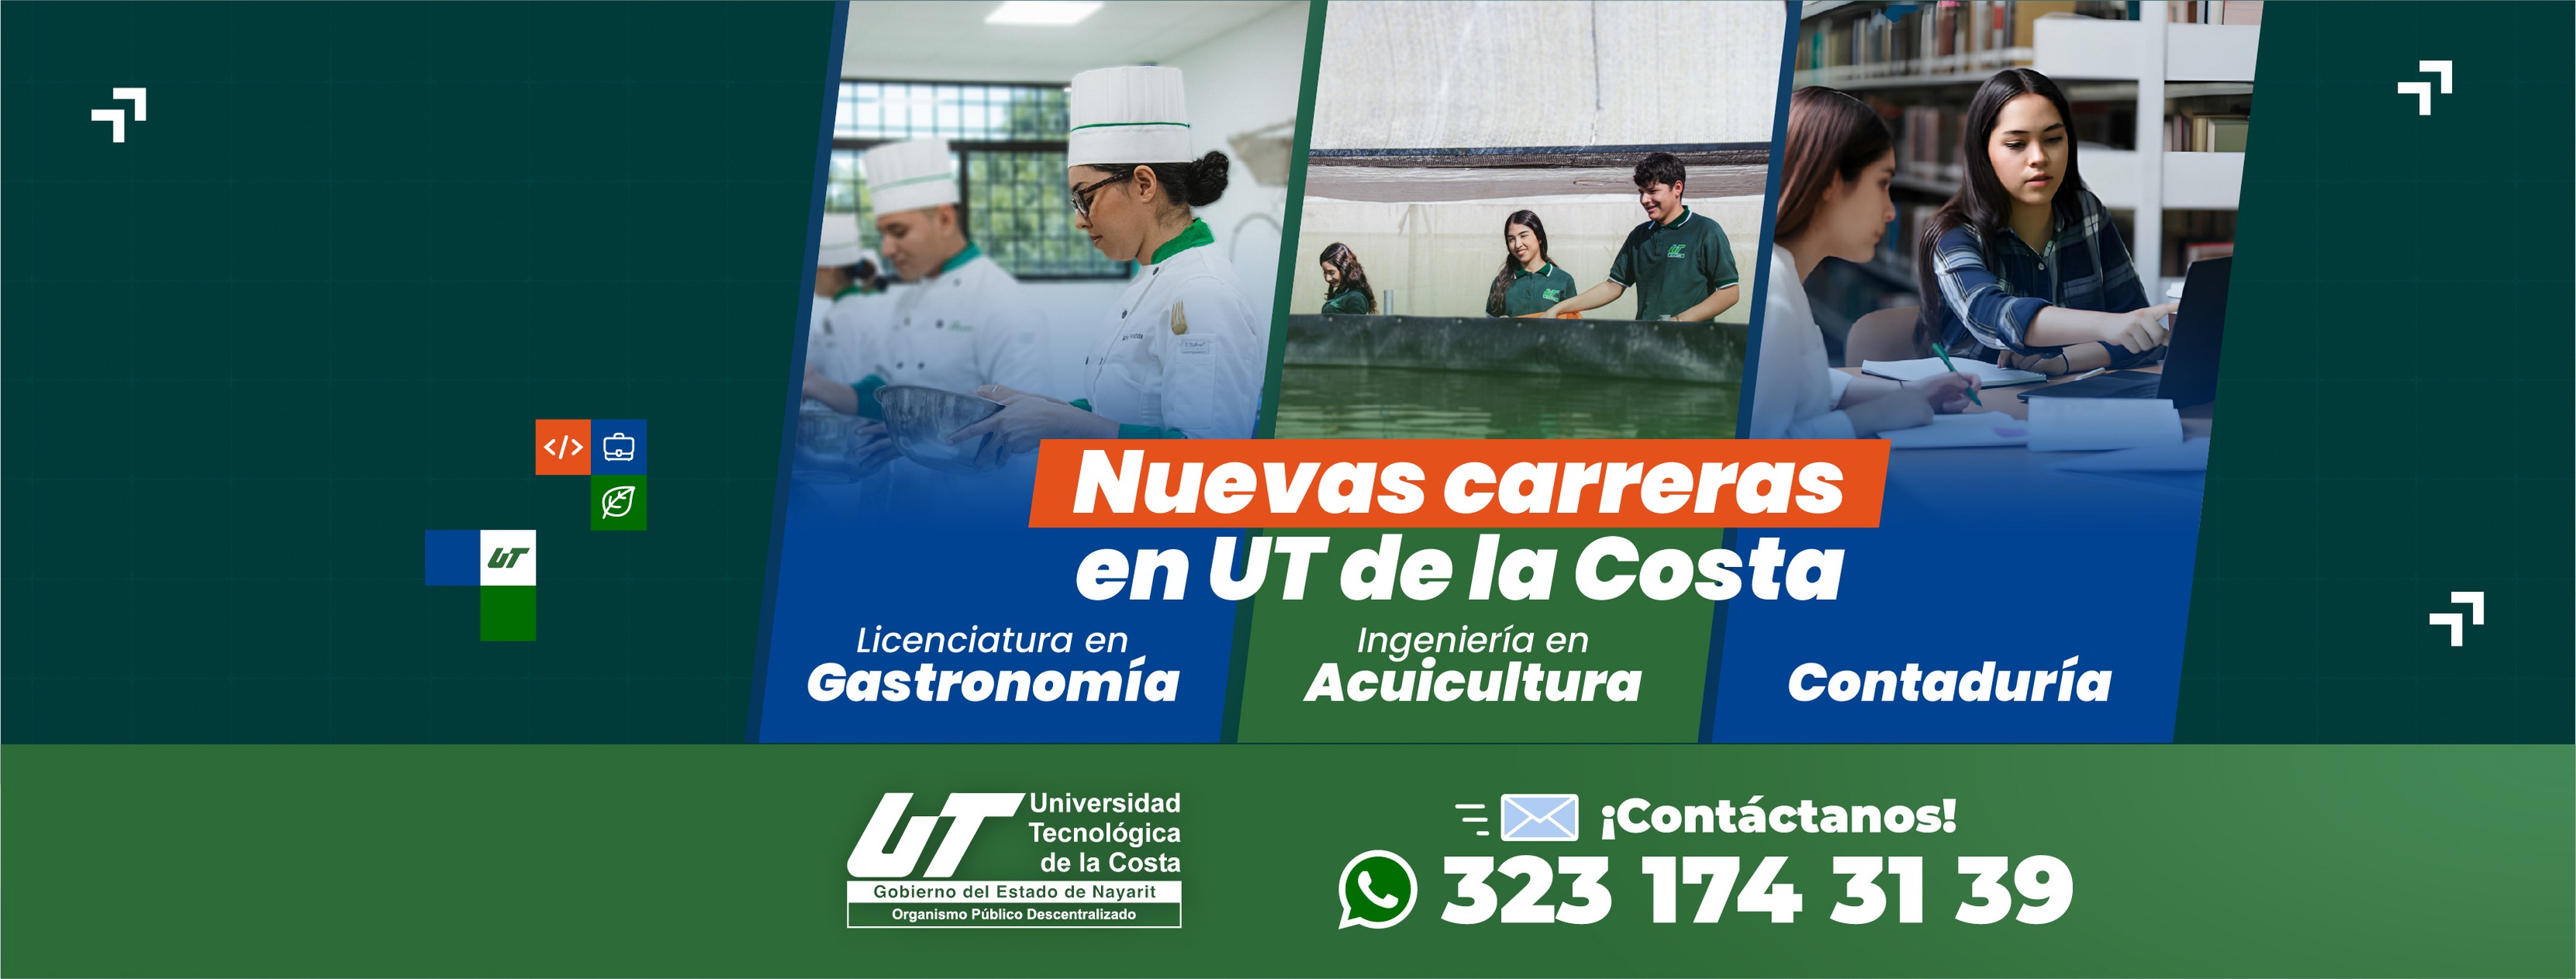 </>
UT
Nuevas carreras
en UT de la Costa
Licenciatura en
Gastronomía
Ingeniería en
Acuicultura
Contaduría
UT
Universidad
Tecnológica
de la Costa
Gobierno del Estado de Nayarit
Organismo Público Descentralizado
¡Contáctanos!
323 174 31 39